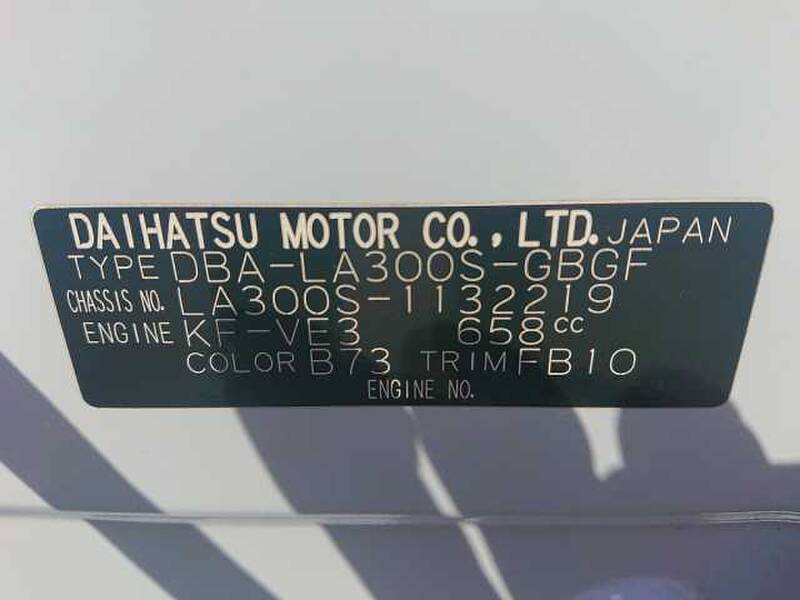 DAIHATSU MOTOR CO., LTD. JAPAN
TYPE DBA-LA300S-GBGF
CHASSIS NO. LA300S-1132219
ENGINE KF-VE3 658cc
COLOR B73 TRIM FB10
ENGINE NO.